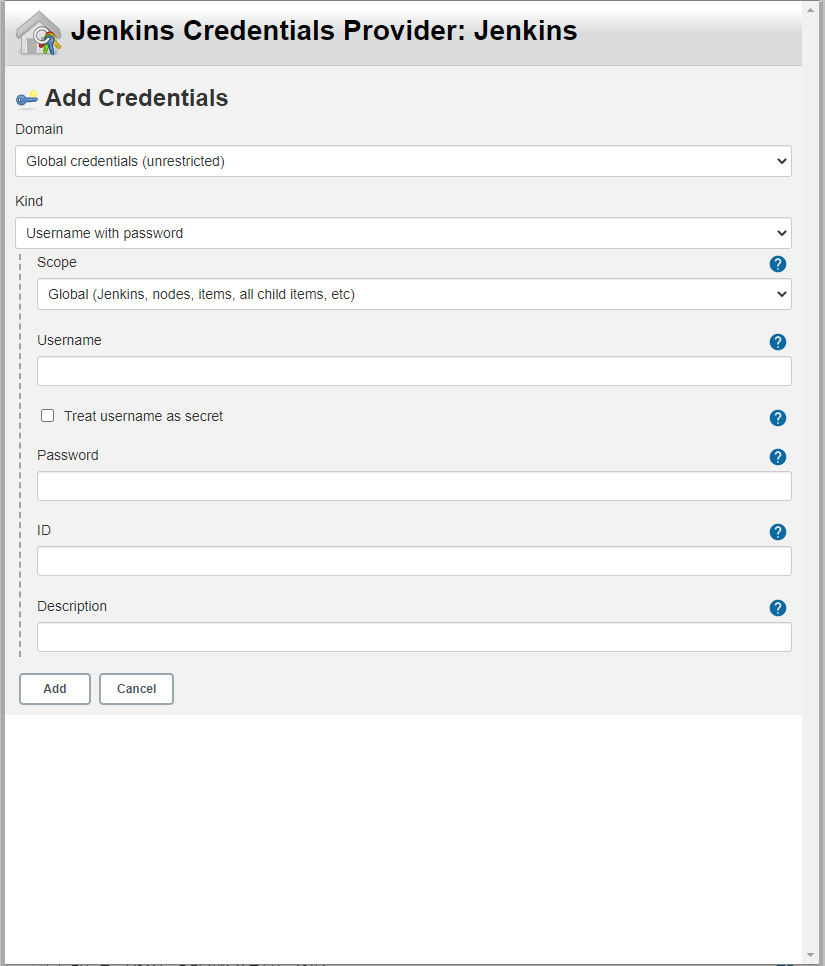 Jenkins Credentials Provider: Jenkins
Add Credentials
Domain
Global credentials (unrestricted)
Kind
Username with password
Scope
Global (Jenkins, nodes, items, all child items, etc)
Username
Treat username as secret
Password
ID
Description
Add Cancel